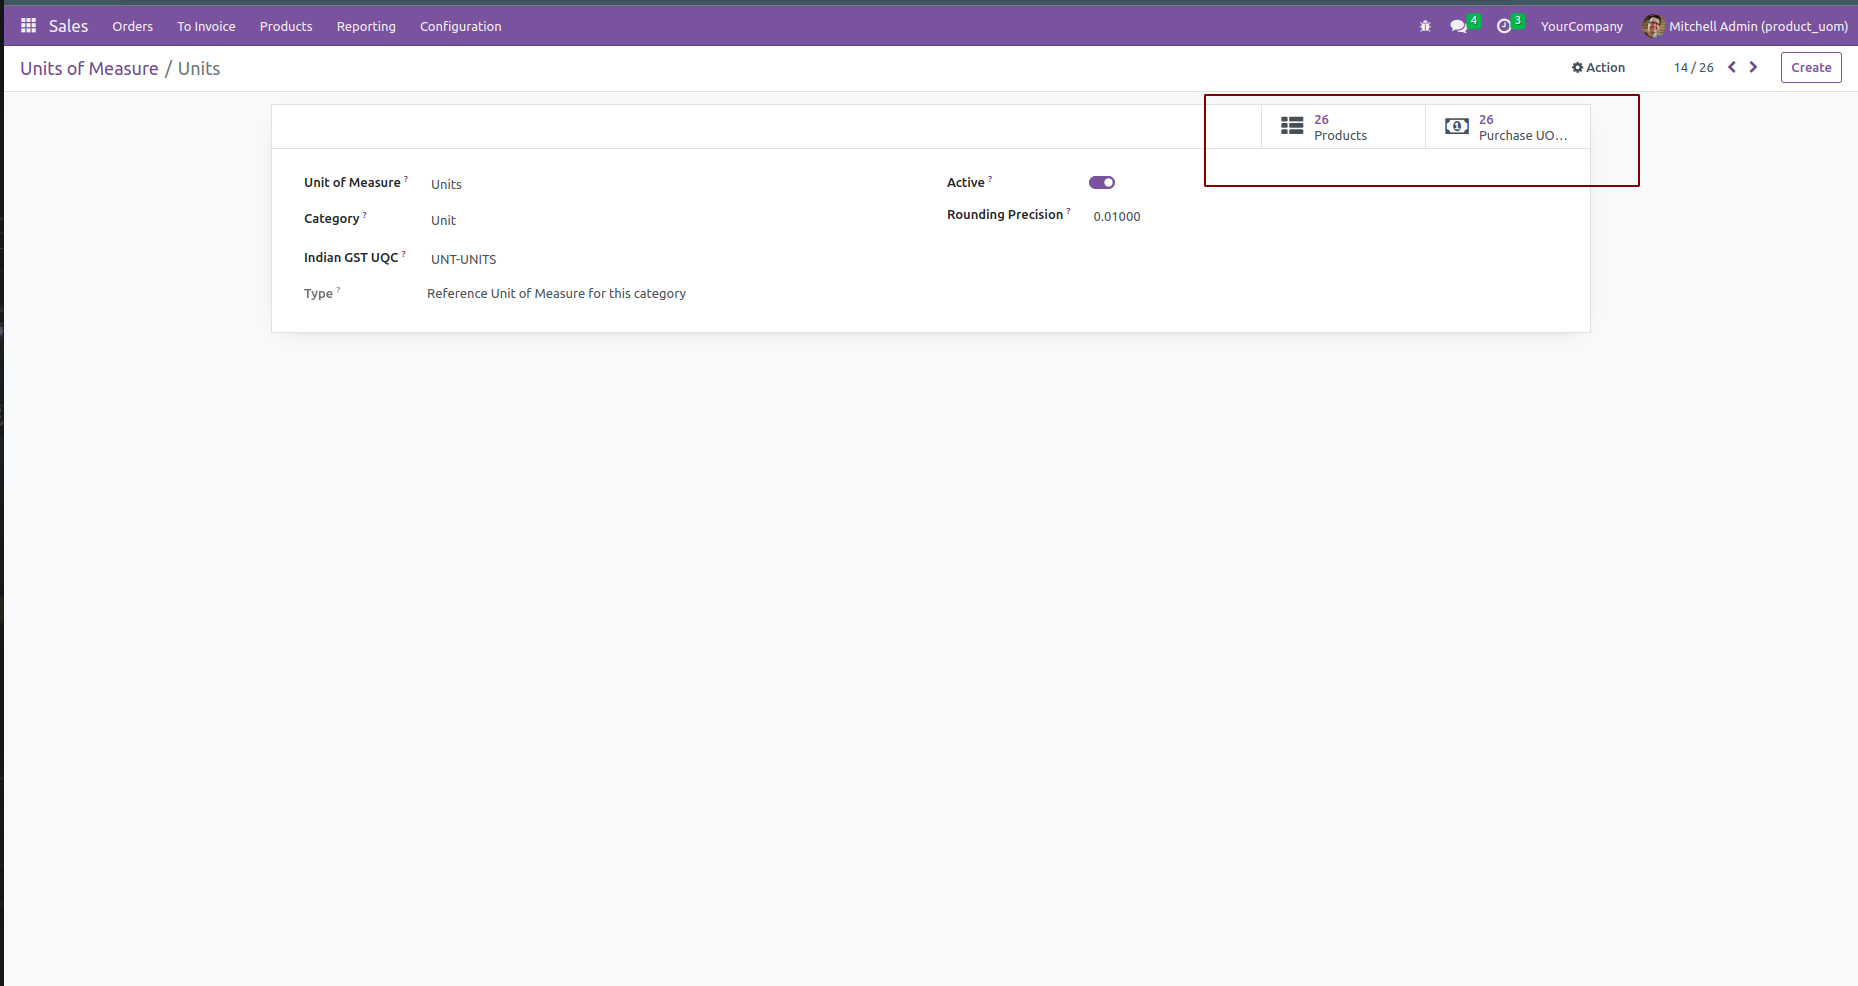 Sales Orders To Invoice Products Reporting Configuration 4 3 YourCompany Mitchell Admin (product_uom)
Units of Measure / Units Action 14 / 26 Create
26
Products
26
Purchase UO...
Unit of Measure ? Units
Category ? Unit
Indian GST UQC ? UNT-UNITS
Type ? Reference Unit of Measure for this category
Active ?
Rounding Precision ? 0.01000